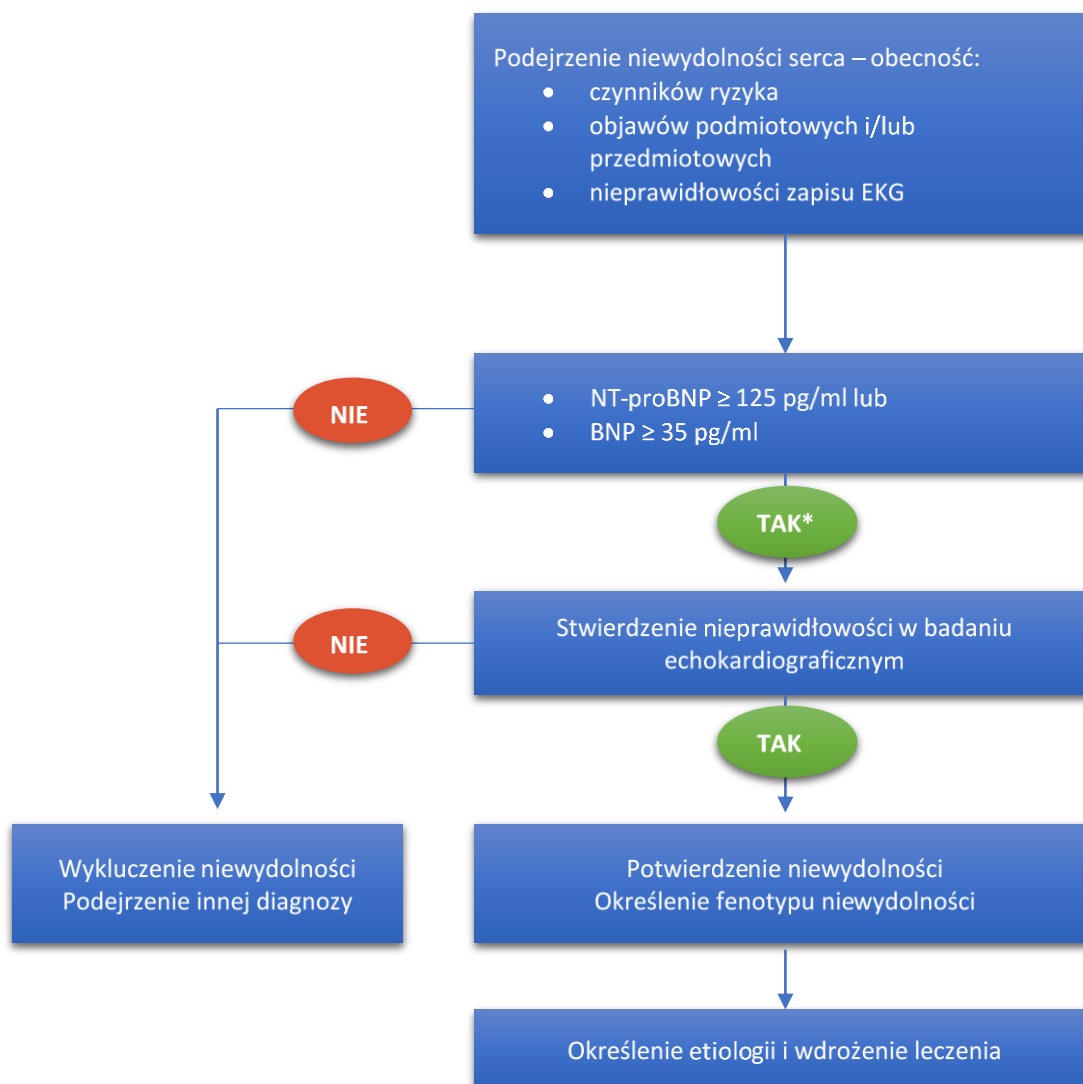 Podejrzenie niewydolności serca – obecność:
• czynników ryzyka
• objawów podmiotowych i/lub
przedmiotowych
• nieprawidłowości zapisu EKG
NIE
• NT-proBNP ≥ 125 pg/ml lub
• BNP ≥ 35 pg/ml
TAK*
NIE
Stwierdzenie nieprawidłowości w badaniu
echokardiograficznym
TAK
Wykluczenie niewydolności
Podejrzenie innej diagnozy
Potwierdzenie niewydolności
Określenie fenotypu niewydolności
Określenie etiologii i wdrożenie leczenia